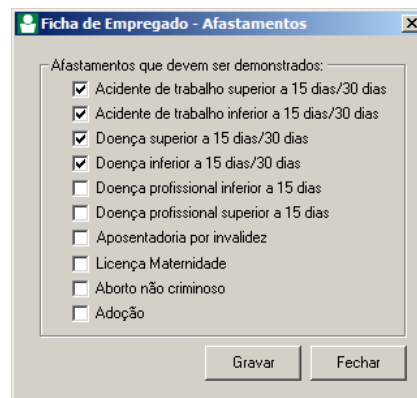 Ficha de Empregado - Afastamentos
Afastamentos que devem ser demonstrados:
Acidente de trabalho superior a 15 dias/30 dias
Acidente de trabalho inferior a 15 dias/30 dias
Doença superior a 15 dias/30 dias
Doença inferior a 15 dias/30 dias
Doença profissional inferior a 15 dias
Doença profissional superior a 15 dias
Aposentadoria por invalidez
Licença Maternidade
Aborto não criminoso
Adoção
Gravar Fechar